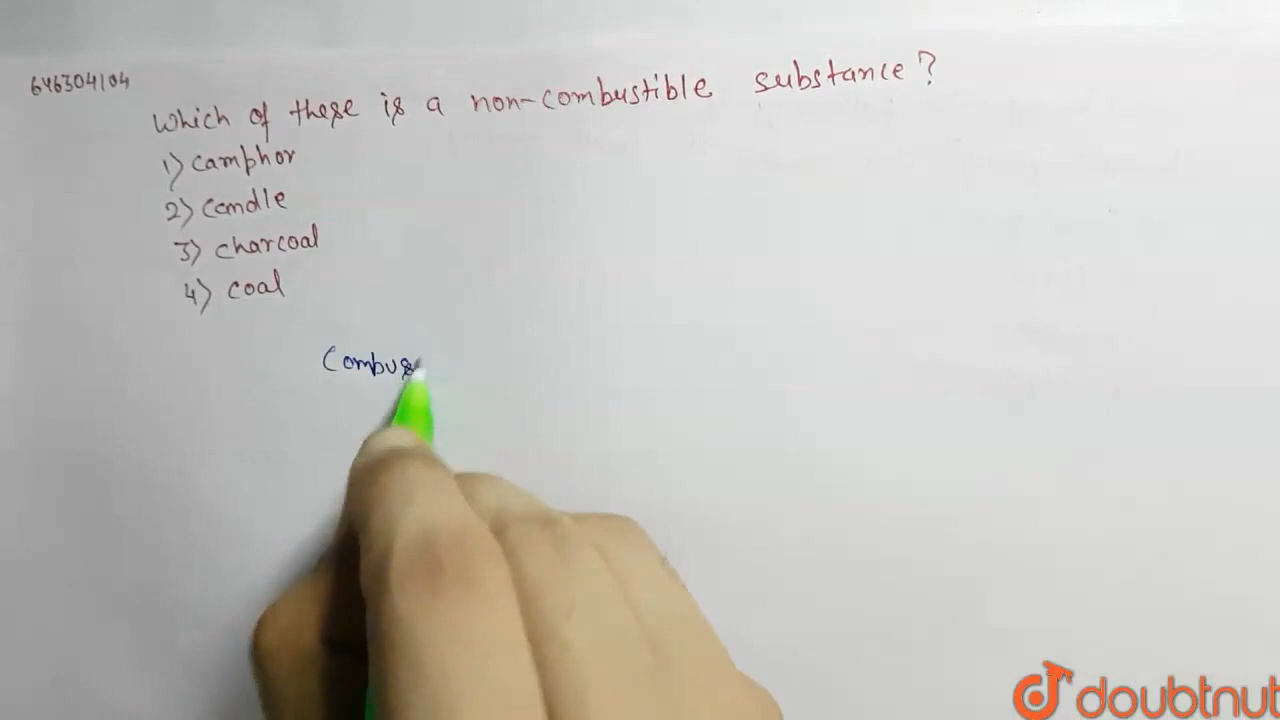 646304104
Which of these is a non-combustible substance?
1) camphor
2) candle
3) charcoal
4) coal
Combus
doubtnut